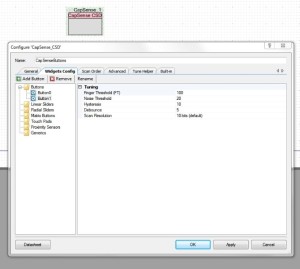 CapSense_1
CapSense CSD
Configure 'CapSense_CSD'
Name: CapSenseButtons
General Widgets Config Scan Order Advanced Tune Helper Built-in
Add Button Remove Rename
Buttons
Button0
Button1
Linear Sliders
Radial Sliders
Matrix Buttons
Touch Pads
Proximity Sensors
Generics
Tuning
Finger Threshold (FT) 100
Noise Threshold 20
Hysteresis 10
Debounce 5
Scan Resolution 10 bits (default)
Datasheet OK Apply Cancel